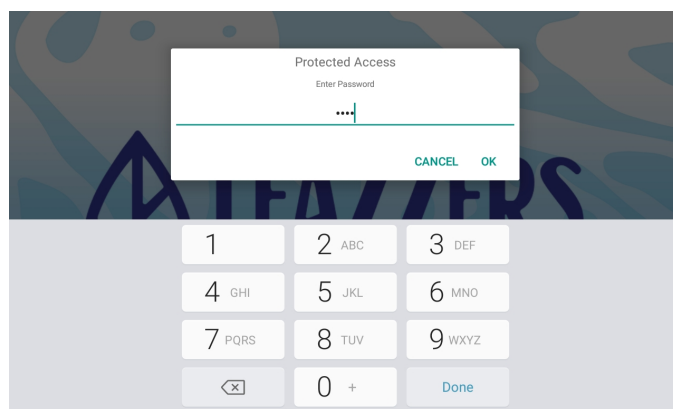 Protected Access
Enter Password
••••
CANCEL OK
TEAZZERS
1
2 ABC
3 DEF
4 GHI
5 JKL
6 MNO
7 PQRS
8 TUV
9 WXYZ
0 +
Done